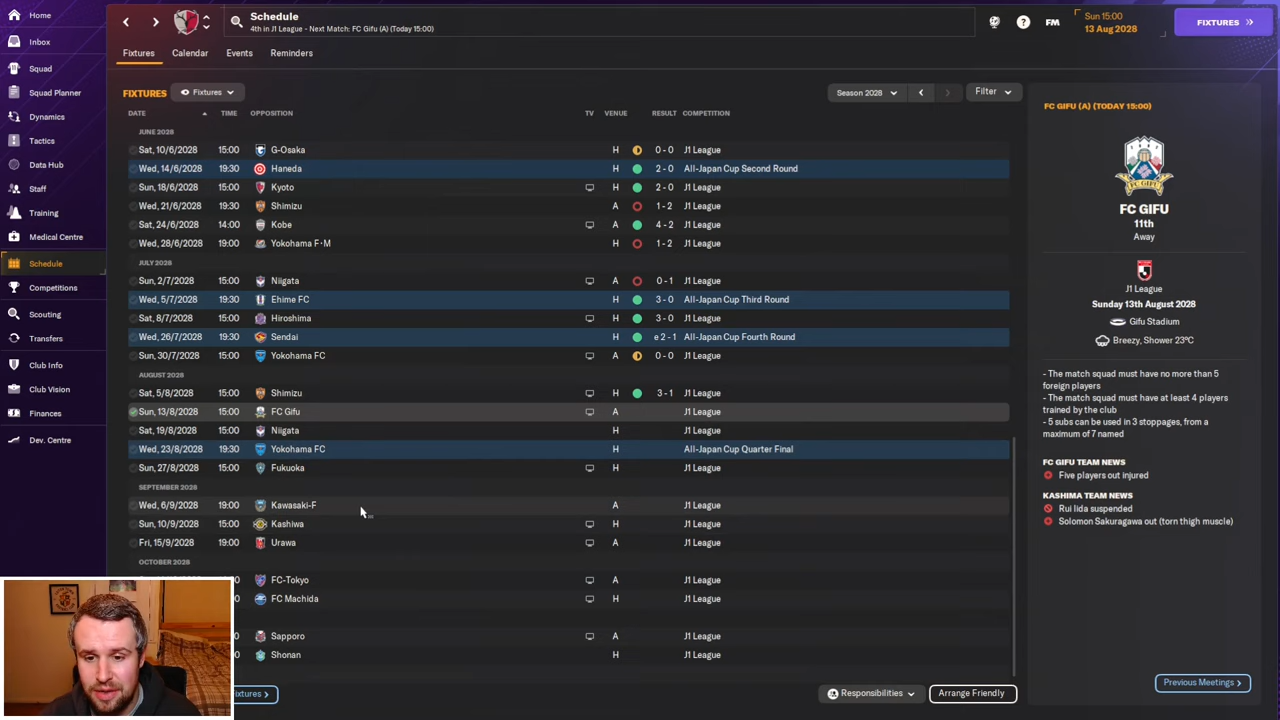 Home
Inbox
Squad
Squad Planner
Dynamics
Tactics
Data Hub
Staff
Training
Medical Centre
Schedule
Competitions
Scouting
Transfers
Club Info
Club Vision
Finances
Dev. Centre
Schedule
4th in J1 League - Next Match: FC Gifu (A) (Today 15:00)
FM
Sun 15:00
13 Aug 2028
FIXTURES
Fixtures Calendar Events Reminders
FIXTURES Fixtures Season 2028 Filter
DATE TIME OPPOSITION TV VENUE RESULT COMPETITION
JUNE 2028
Sat, 10/6/2028 15:00 G-Osaka H 0 - 0 J1 League
Wed, 14/6/2028 19:30 Haneda H 2 - 0 All-Japan Cup Second Round
Sun, 18/6/2028 15:00 Kyoto H 2 - 0 J1 League
Wed, 21/6/2028 19:00 Shimizu A 1 - 2 J1 League
Sat, 24/6/2028 14:00 Kobe A 4 - 2 J1 League
Wed, 28/6/2028 19:00 Yokohama F·M H 1 - 2 J1 League
JULY 2028
Sun, 2/7/2028 15:00 Niigata A 0 - 1 J1 League
Wed, 5/7/2028 19:30 Ehime FC H 3 - 0 All-Japan Cup Third Round
Sat, 8/7/2028 15:00 Hiroshima H 3 - 0 J1 League
Wed, 26/7/2028 19:30 Sendai H e 2 - 1 All-Japan Cup Fourth Round
Sun, 30/7/2028 15:00 Yokohama FC A 0 - 0 J1 League
AUGUST 2028
Sat, 5/8/2028 15:00 Shimizu H 3 - 1 J1 League
Sun, 13/8/2028 15:00 FC Gifu A J1 League
Sat, 19/8/2028 15:00 Niigata H J1 League
Wed, 23/8/2028 19:30 Yokohama FC H All-Japan Cup Quarter Final
Sun, 27/8/2028 15:00 Fukuoka H J1 League
SEPTEMBER 2028
Wed, 6/9/2028 19:00 Kawasaki-F A J1 League
Sun, 10/9/2028 15:00 Kashiwa H J1 League
Fri, 15/9/2028 19:00 Urawa A J1 League
OCTOBER 2028
FC-Tokyo A J1 League
FC Machida H J1 League
Sapporo A J1 League
Shonan H J1 League
Responsibilities Arrange Friendly
FC GIFU (A) (TODAY 15:00)
FC GIFU
11th
Away
J1 League
Sunday 13th August 2028
Gifu Stadium
Breezy, Shower 23ºC
- The match squad must have no more than 5
foreign players
- The match squad must have at least 4 players
trained by the club
- 5 subs can be used in 3 stoppages, from a
maximum of 7 named
FC GIFU TEAM NEWS
Five players out injured
KASHIMA TEAM NEWS
Rui Iida suspended
Solomon Sakuragawa out (torn thigh muscle)
Previous Meetings